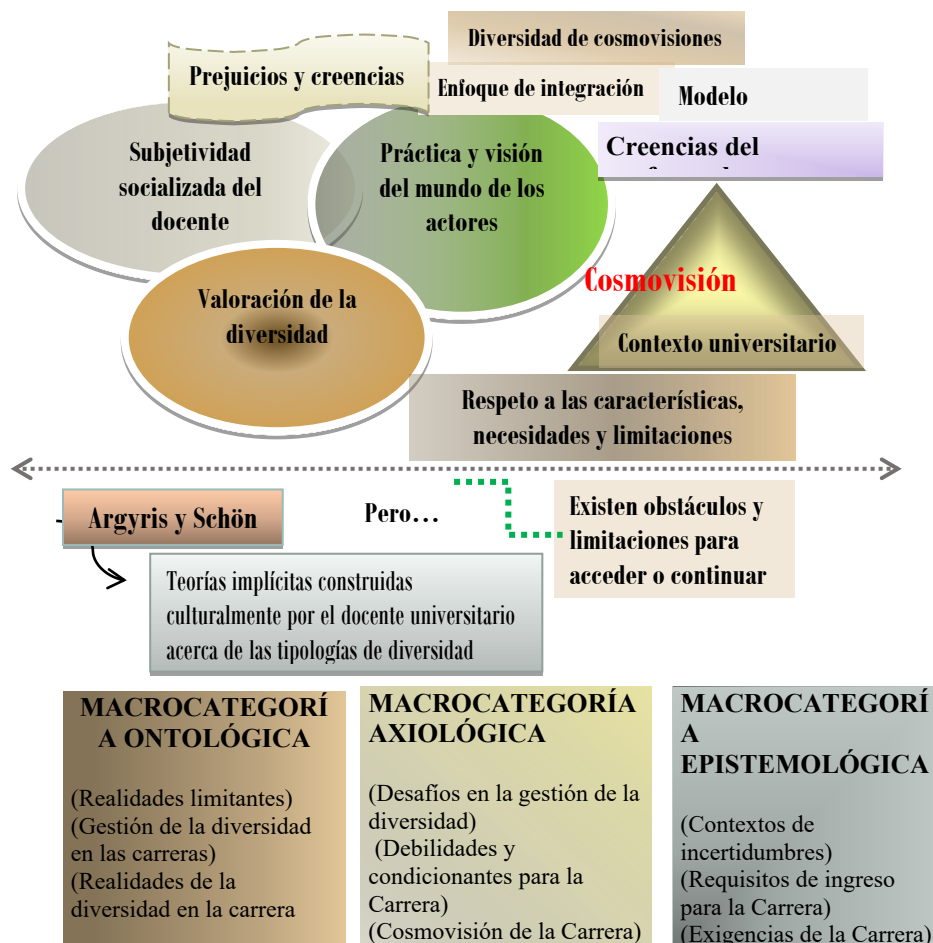 Diversidad de cosmovisiones
Prejuicios y creencias
Enfoque de integración
Modelo
Creencias del
Subjetividad
socializada del
docente
Práctica y visión
del mundo de los
actores
Valoración de la
diversidad
Cosmovisión
Contexto universitario
Respeto a las características,
necesidades y limitaciones
Argyris y Schön
Pero...
Existen obstáculos y
limitaciones para
acceder o continuar
Teorías implícitas construidas
culturalmente por el docente universitario
acerca de las tipologías de diversidad
MACROCATEGORÍ
A ONTOLÓGICA
(Realidades limitantes)
(Gestión de la diversidad
en las carreras)
(Realidades de la
diversidad en la carrera
MACROCATEGORÍA
AXIOLÓGICA
(Desafíos en la gestión de la
diversidad)
(Debilidades y
condicionantes para la
Carrera)
(Cosmovisión de la Carrera)
MACROCATEGORÍ
A
EPISTEMOLÓGICA
(Contextos de
incertidumbres)
(Requisitos de ingreso
para la Carrera)
(Exigencias de la Carrera)